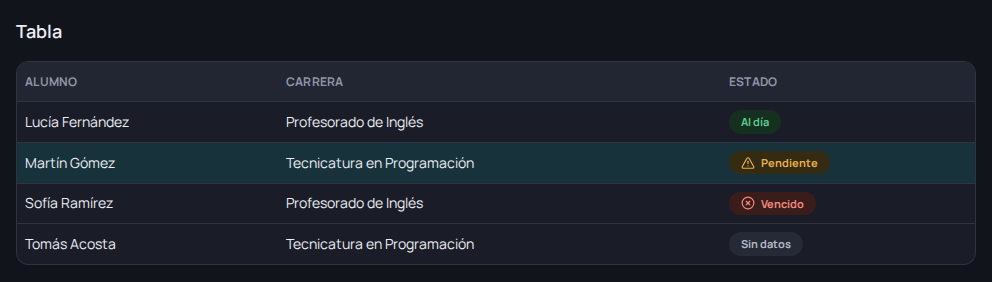 Tabla
ALUMNO CARRERA ESTADO
Lucía Fernández Profesorado de Inglés Al día
Martín Gómez Tecnicatura en Programación Pendiente
Sofía Ramírez Profesorado de Inglés Vencido
Tomás Acosta Tecnicatura en Programación Sin datos